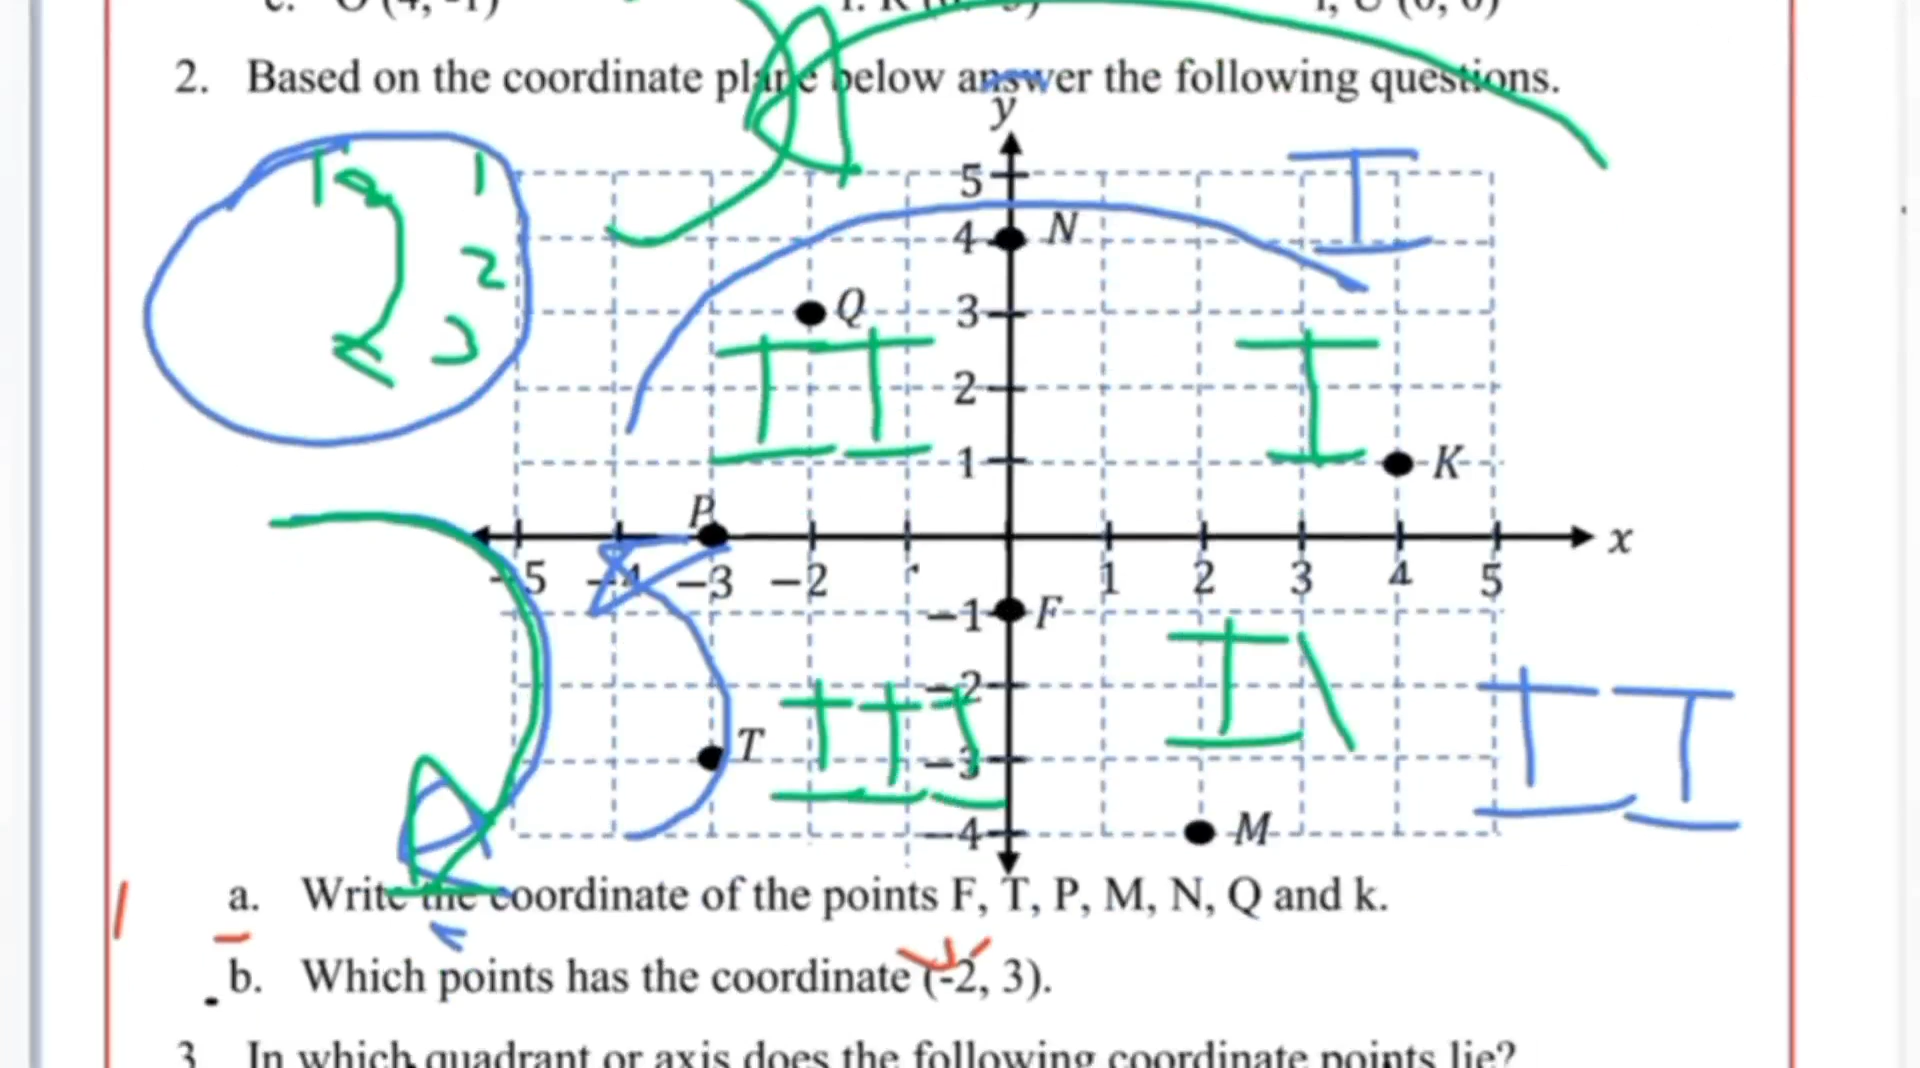 2. Based on the coordinate plane below answer the following questions.
y
I
5
4 N
1 1
2 2
3
Q 3
II I
2
1 K
P
x
-5 -4 -3 -2 1 2 3 4 5
-1 F
IV
-2
II
III
T -3
-4 M
a. Write the coordinate of the points F, T, P, M, N, Q and k.
b. Which points has the coordinate (-2, 3).
3. In which quadrant or axis does the following coordinate points lie?